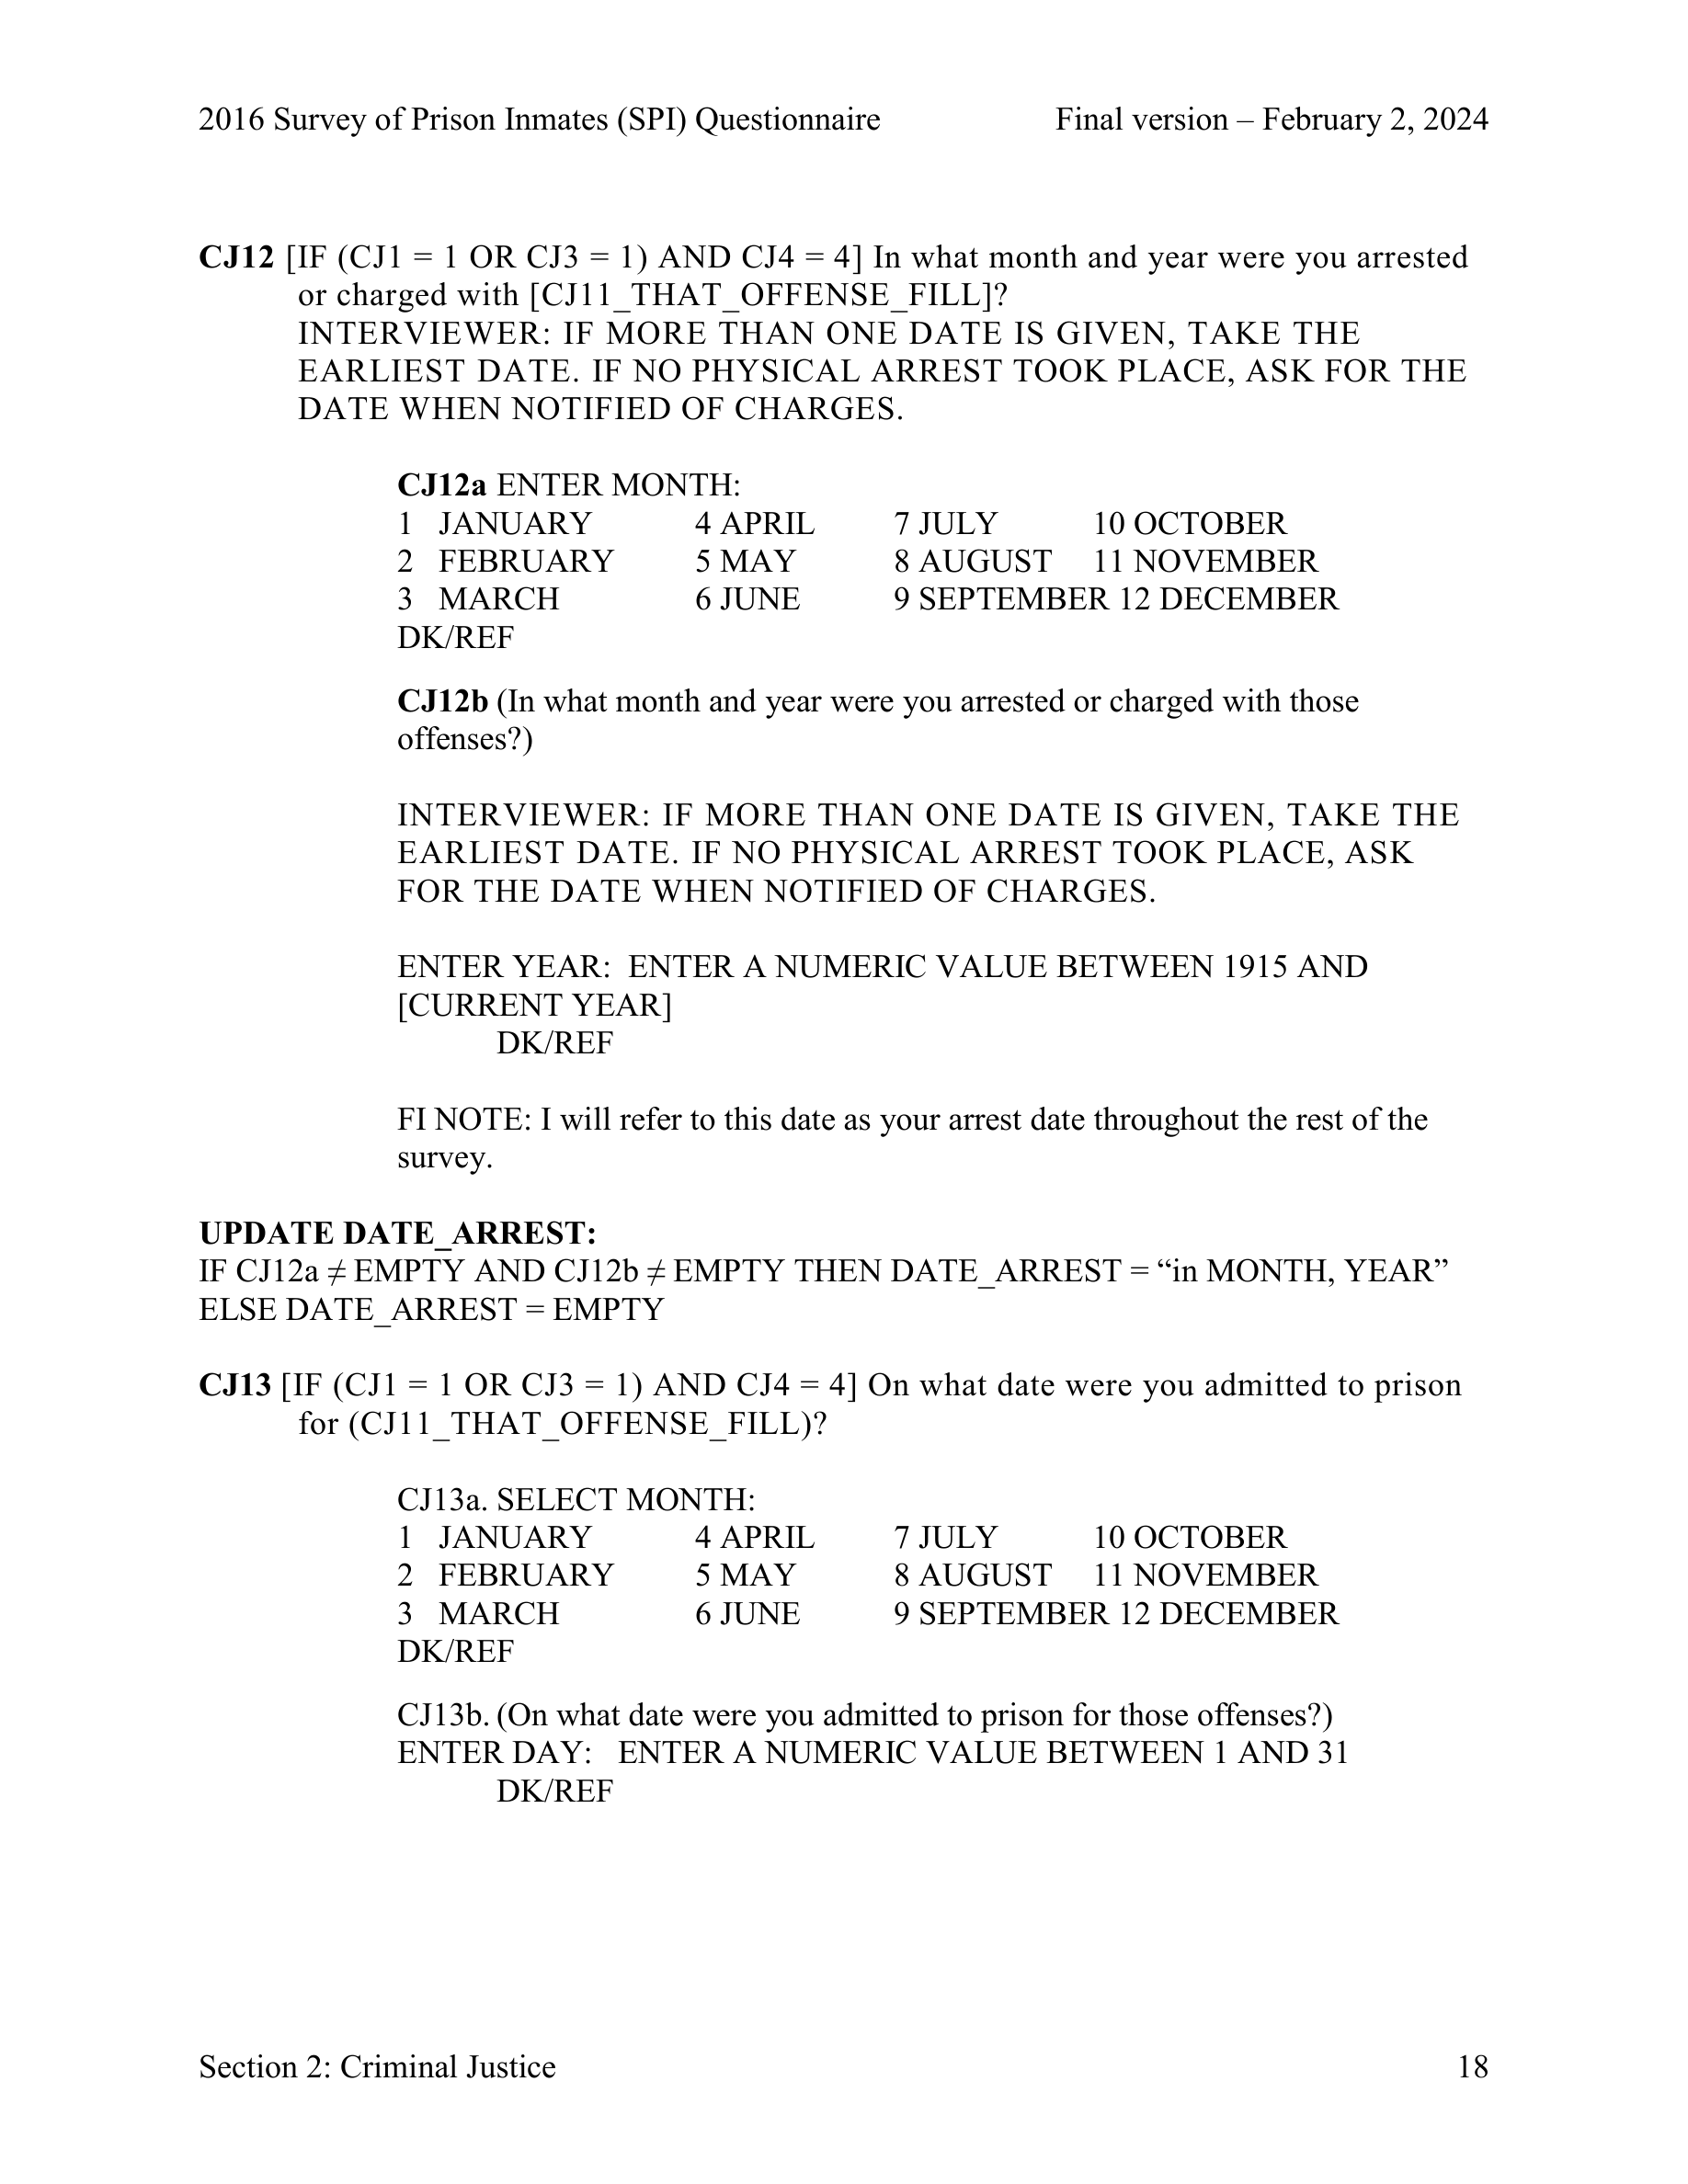 2016 Survey of Prison Inmates (SPI) Questionnaire Final version – February 2, 2024
CJ12 [IF (CJ1 = 1 OR CJ3 = 1) AND CJ4 = 4] In what month and year were you arrested
or charged with [CJ11_THAT_OFFENSE_FILL]?
INTERVIEWER: IF MORE THAN ONE DATE IS GIVEN, TAKE THE
EARLIEST DATE. IF NO PHYSICAL ARREST TOOK PLACE, ASK FOR THE
DATE WHEN NOTIFIED OF CHARGES.
CJ12a ENTER MONTH:
1 JANUARY 4 APRIL 7 JULY 10 OCTOBER
2 FEBRUARY 5 MAY 8 AUGUST 11 NOVEMBER
3 MARCH 6 JUNE 9 SEPTEMBER 12 DECEMBER
DK/REF
CJ12b (In what month and year were you arrested or charged with those
offenses?)
INTERVIEWER: IF MORE THAN ONE DATE IS GIVEN, TAKE THE
EARLIEST DATE. IF NO PHYSICAL ARREST TOOK PLACE, ASK
FOR THE DATE WHEN NOTIFIED OF CHARGES.
ENTER YEAR: ENTER A NUMERIC VALUE BETWEEN 1915 AND
[CURRENT YEAR]
DK/REF
FI NOTE: I will refer to this date as your arrest date throughout the rest of the
survey.
UPDATE DATE_ARREST:
IF CJ12a ≠ EMPTY AND CJ12b ≠ EMPTY THEN DATE_ARREST = “in MONTH, YEAR”
ELSE DATE_ARREST = EMPTY
CJ13 [IF (CJ1 = 1 OR CJ3 = 1) AND CJ4 = 4] On what date were you admitted to prison
for (CJ11_THAT_OFFENSE_FILL)?
CJ13a. SELECT MONTH:
1 JANUARY 4 APRIL 7 JULY 10 OCTOBER
2 FEBRUARY 5 MAY 8 AUGUST 11 NOVEMBER
3 MARCH 6 JUNE 9 SEPTEMBER 12 DECEMBER
DK/REF
CJ13b. (On what date were you admitted to prison for those offenses?)
ENTER DAY: ENTER A NUMERIC VALUE BETWEEN 1 AND 31
DK/REF
Section 2: Criminal Justice 18